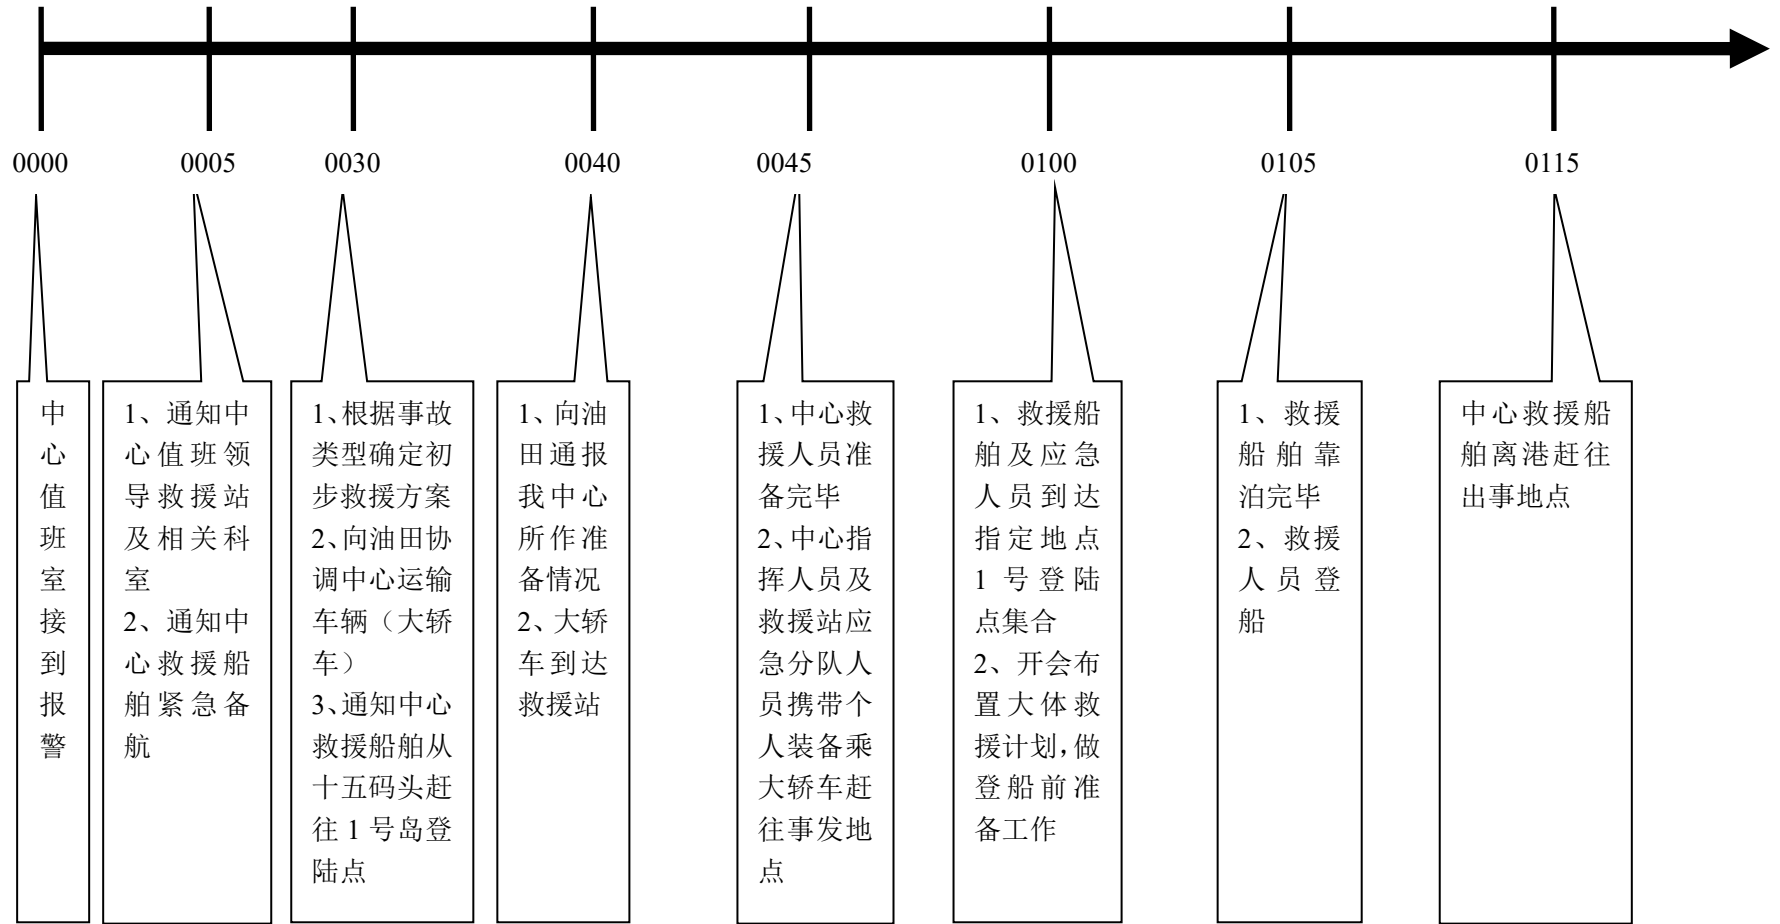 0000
0005
0030
0040
0045
0100
0105
0115
中
心
值
班
室
接
到
报
警
1、通知中
心值班领
导救援站
及相关科
室
2、通知中
心救援船
舶紧急备
航
1、根据事故
类型确定初
步救援方案
2、向油田协
调中心运输
车辆（大轿
车）
3、通知中心
救援船舶从
十五码头赶
往 1 号岛登
陆点
1、向油
田通报
我中心
所作准
备情况
2、大轿
车到达
救援站
1、中心救
援人员准
备完毕
2、中心指
挥人员及
救援站应
急分队人
员携带个
人装备乘
大轿车赶
往事发地
点
1、救援船
舶及应急
人员到达
指定地点
1 号登陆
点集合
2、开会布
置大体救
援计划，做
登船前准
备工作
1、救援
船舶靠
泊完毕
2、救援
人员登
船
中心救援船
舶离港赶往
出事地点